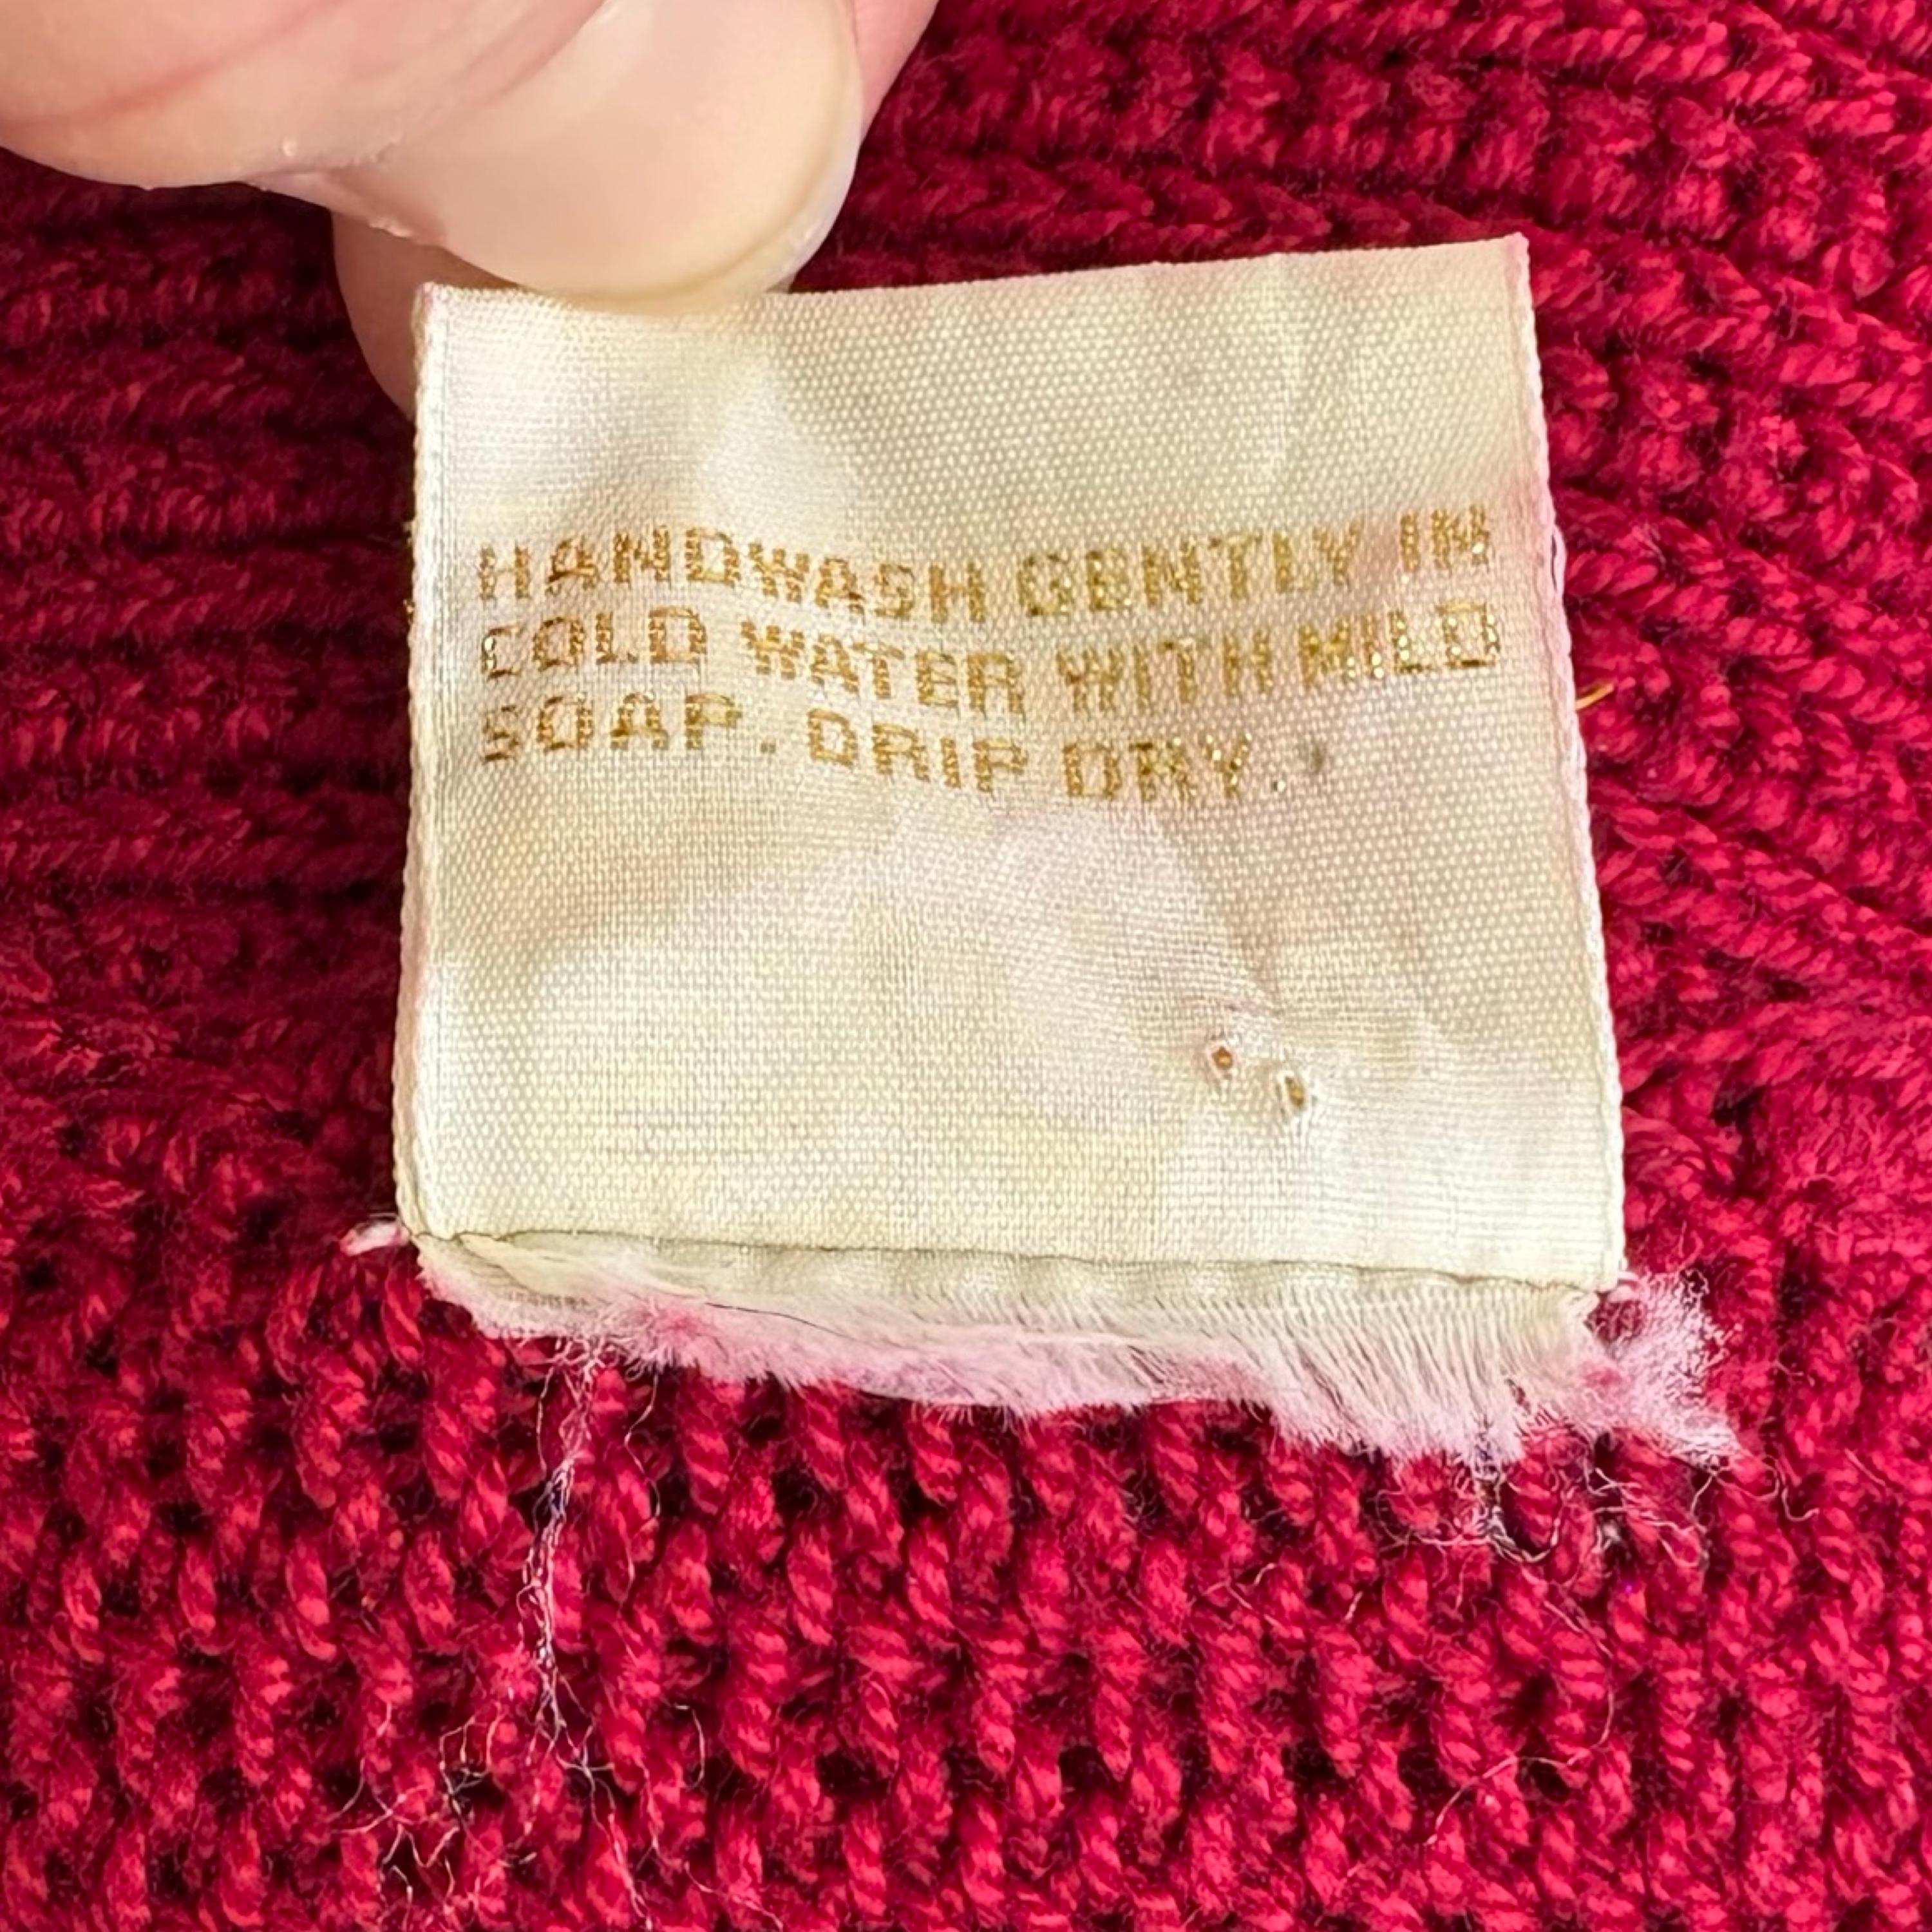 HANDWASH GENTLY IN
COLD WATER WITH MILD
SOAP. DRIP DRY.